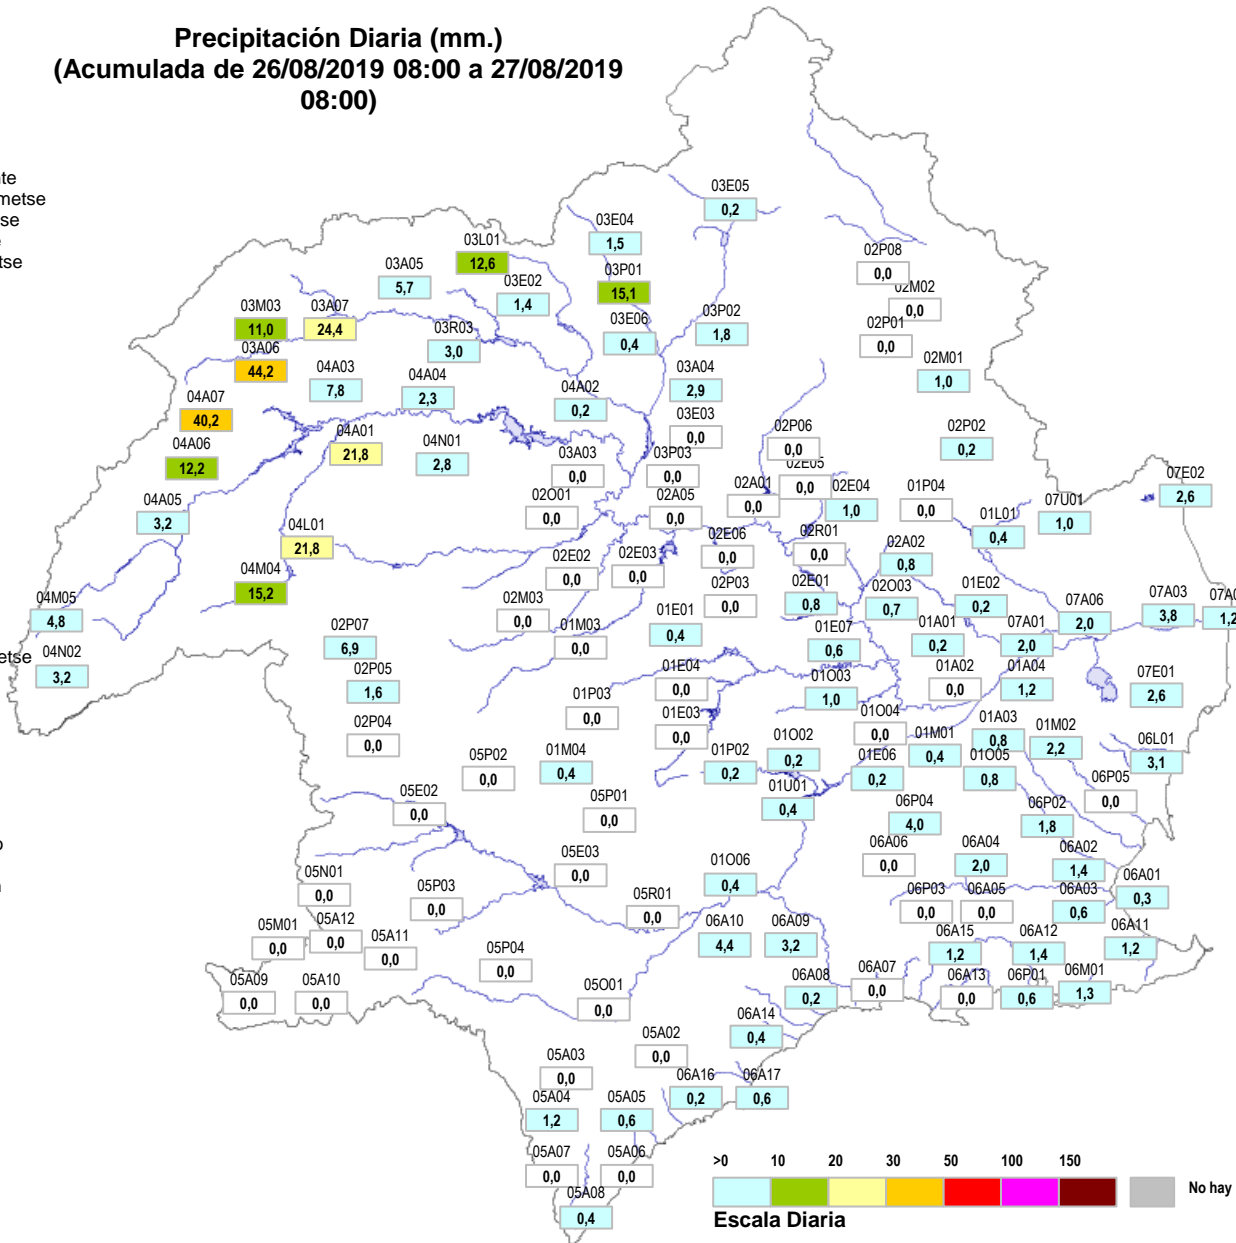 Precipitación Diaria (mm.)
(Acumulada de 26/08/2019 08:00 a 27/08/2019
08:00)
nte
metse
se
e
tse
03E05
0,2
03E04
1,5
03L01
12,6
02P08
0,0
03A05
5,7
03P01
15,1
03E02
1,4
02M02
0,0
03M03
11,0
03A07
24,4
03P02
1,8
03E06
0,4
02P01
0,0
03R03
3,0
03A06
44,2
04A03
7,8
04A04
2,3
03A04
2,9
02M01
1,0
04A07
40,2
04A02
0,2
03E03
0,0
04A01
21,8
04N01
2,8
02P06
0,0
02P02
0,2
04A06
12,2
03A03
0,0
03P03
0,0
02E05
0,0
07E02
2,6
04A05
3,2
02O01
0,0
02A05
0,0
02A01
0,0
02E04
1,0
01P04
0,0
01L01
0,4
07U01
1,0
04L01
21,8
02E02
0,0
02E03
0,0
02E06
0,0
02R01
0,0
02A02
0,8
04M04
15,2
02P03
0,0
02E01
0,8
02O03
0,7
01E02
0,2
04M05
4,8
02M03
0,0
01E01
0,4
07A06
2,0
07A03
3,8
07A0
1,2
02P07
6,9
01M03
0,0
01E07
0,6
01A01
0,2
07A01
2,0
etse
04N02
3,2
02P05
1,6
01E04
0,0
01O03
1,0
01A02
0,0
01A04
1,2
07E01
2,6
02P04
0,0
01P03
0,0
01E03
0,0
01O04
0,0
01M01
0,4
01A03
0,8
01M02
2,2
06L01
3,1
05P02
0,0
01M04
0,4
01P02
0,2
01O02
0,2
01E06
0,2
01O05
0,8
06P05
0,0
05E02
0,0
05P01
0,0
01U01
0,4
06P04
4,0
06P02
1,8
o
05E03
0,0
01O06
0,4
06A06
0,0
06A04
2,0
06A02
1,4
n
05N01
0,0
05P03
0,0
05R01
0,0
06P03
0,0
06A05
0,0
06A03
0,6
06A01
0,3
05M01
0,0
05A12
0,0
05A11
0,0
05P04
0,0
06A10
4,4
06A09
3,2
06A15
1,2
06A12
1,4
06A11
1,2
05A09
0,0
05A10
0,0
05O01
0,0
06A08
0,2
06A07
0,0
06A13
0,0
06P01
0,6
06M01
1,3
05A02
0,0
06A14
0,4
05A03
0,0
06A16
0,2
06A17
0,6
05A04
1,2
05A05
0,6
05A07
0,0
05A06
0,0
05A08
0,4
>0 10 20 30 50 100 150
No hay
Escala Diaria